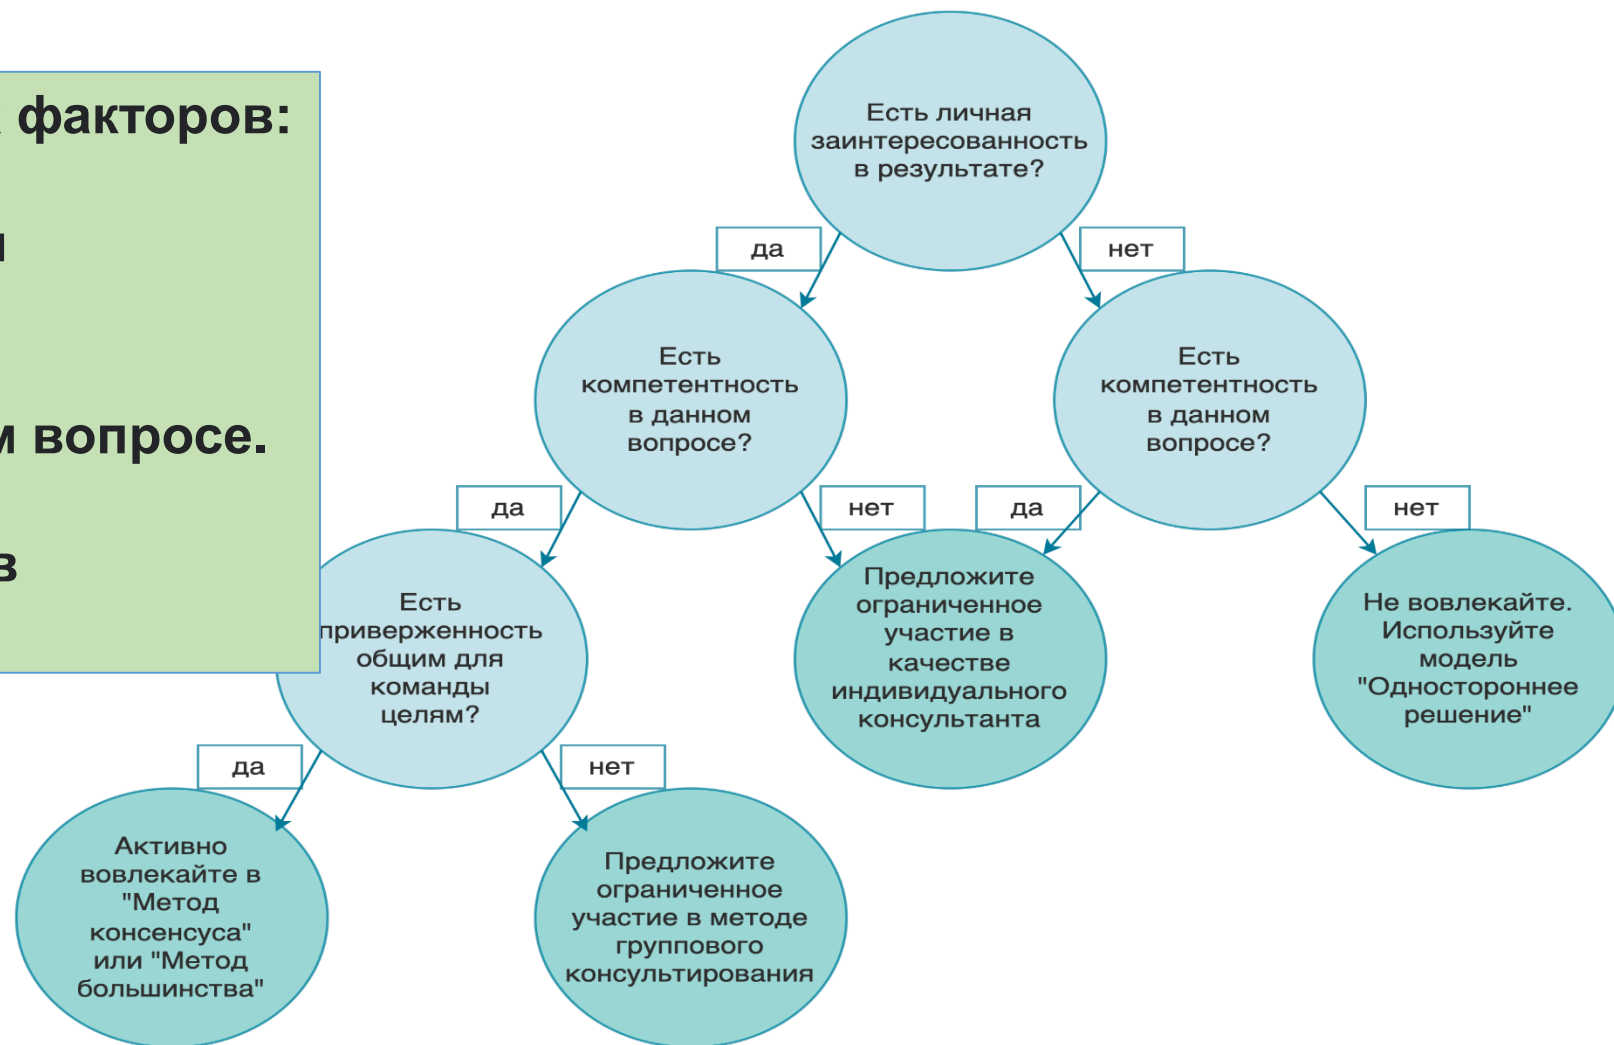 факторов:
м вопросе.
Есть личная
заинтересованность
в результате?
да
нет
Есть
компетентность
в данном
вопросе?
Есть
компетентность
в данном
вопросе?
да
нет
да
нет
Есть
приверженность
общим для
команды
целям?
Предложите
ограниченное
участие в
качестве
индивидуального
консультанта
Не вовлекайте.
Используйте
модель
"Одностороннее
решение"
да
нет
Активно
вовлекайте в
"Метод
консенсуса"
или "Метод
большинства"
Предложите
ограниченное
участие в методе
группового
консультирования